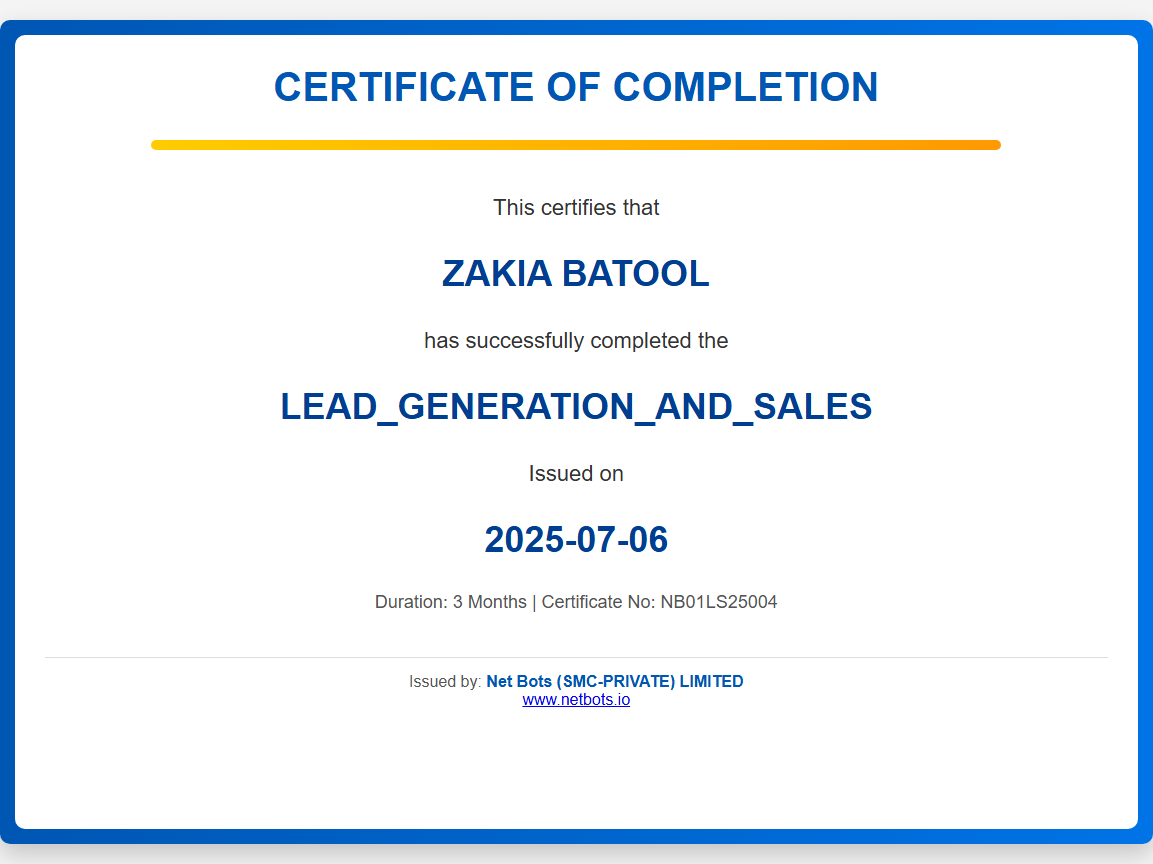 CERTIFICATE OF COMPLETION
This certifies that
ZAKIA BATOOL
has successfully completed the
LEAD_GENERATION_AND_SALES
Issued on
2025-07-06
Duration: 3 Months | Certificate No: NB01LS25004
Issued by: Net Bots (SMC-PRIVATE) LIMITED
www.netbots.io